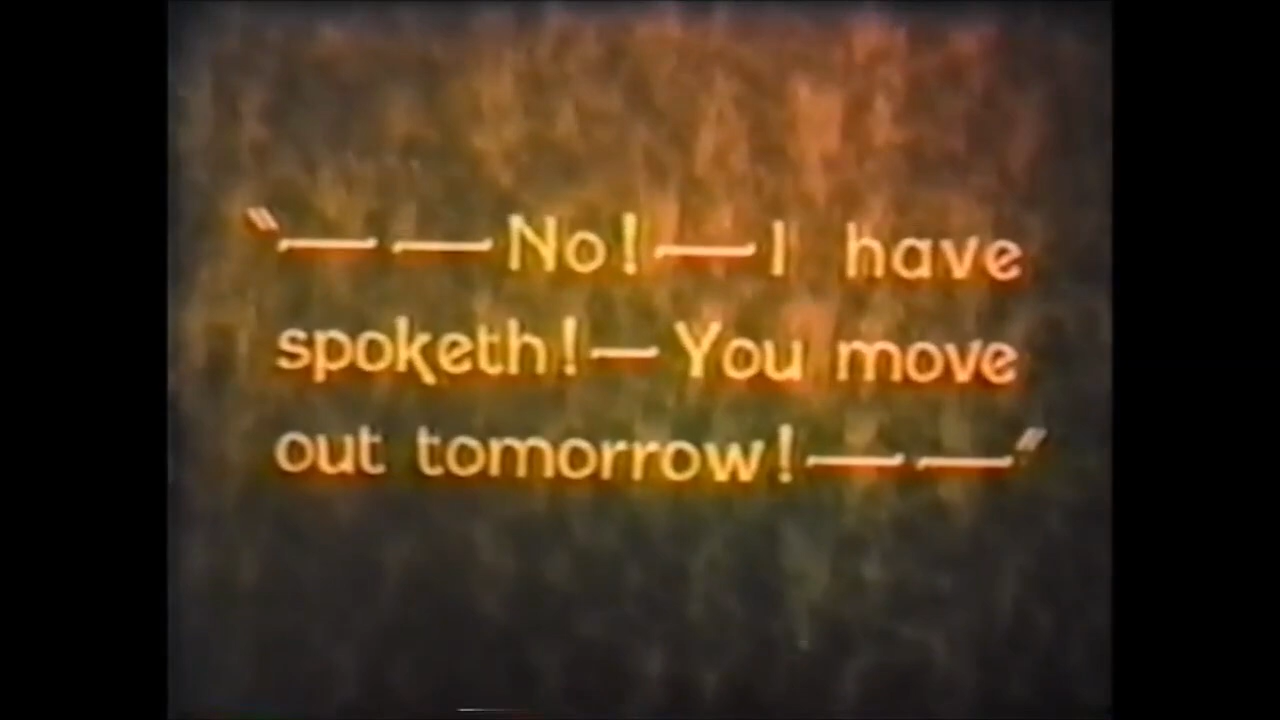 "— — No! — I have
spoketh! — You move
out tomorrow! — — "